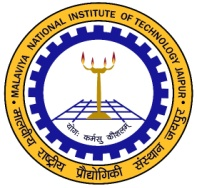 • MALAVIYA NATIONAL INSTITUTE OF TECHNOLOGY JAIPUR •
योगः कर्मसु कौशलम्
मालवीय राष्ट्रीय प्रौद्योगिकी संस्थान जयपुर